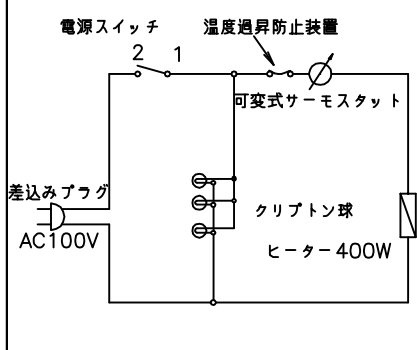 電源スイッチ
温度過昇防止装置
2 1
可変式サーモスタット
差込みプラグ
クリプトン球
AC100V
ヒーター400W